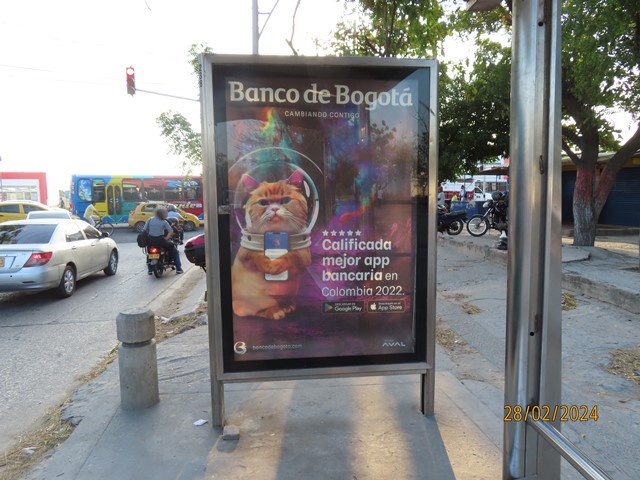 Banco de Bogotá
CAMBIANDO CONTIGO
Calificada
mejor app
bancaria en
Colombia 2022.
Google Play
App Store
bancodebogota.com
AVAL
28/02/2024